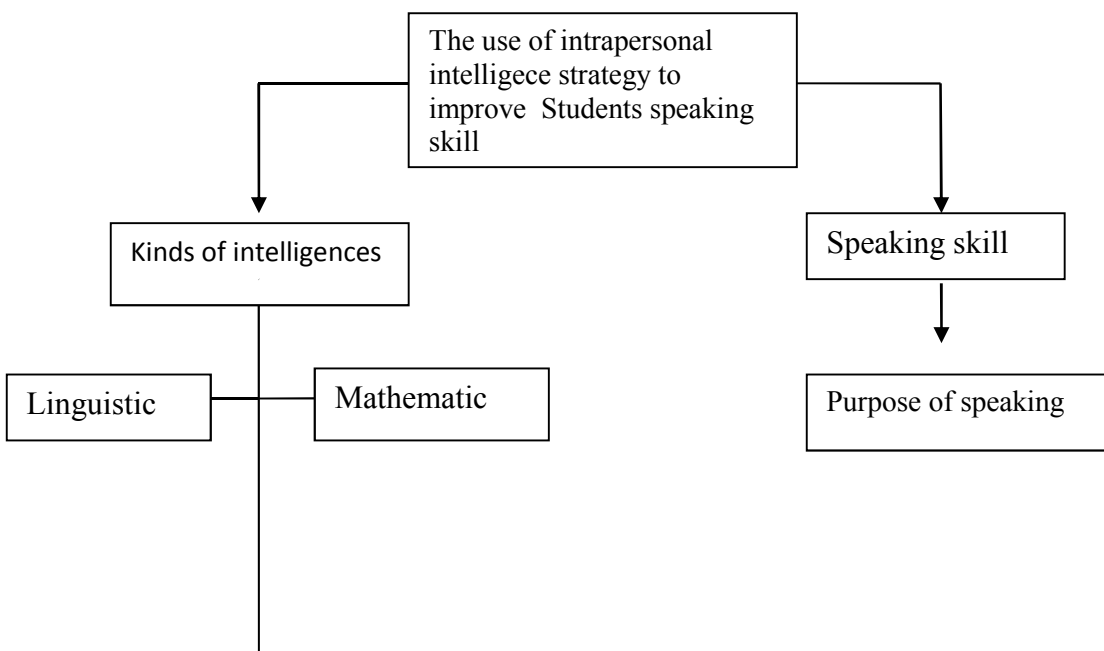 The use of intrapersonal
intelligece strategy to
improve  Students speaking
skill
Kinds of intelligences
Speaking skill
Linguistic
Mathematic
Purpose of speaking